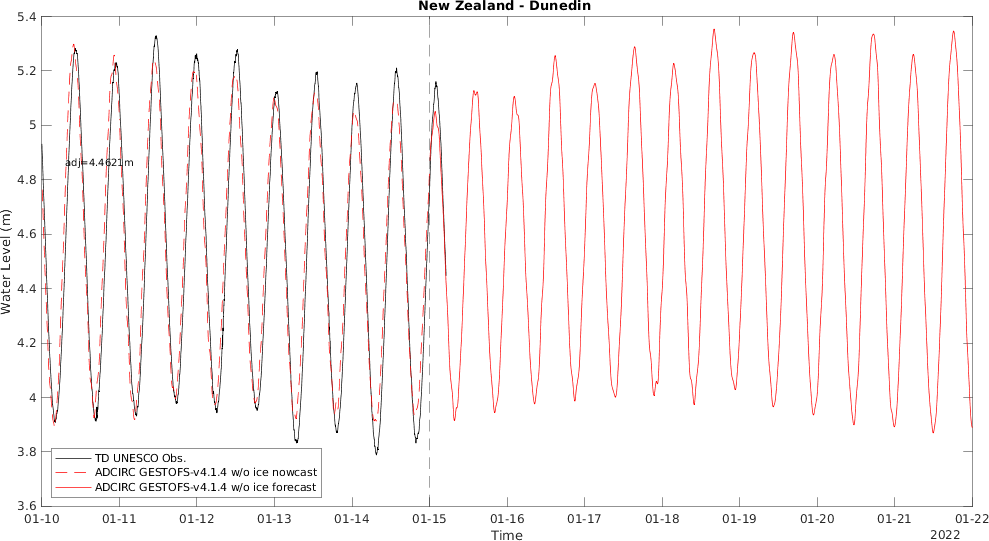 New Zealand - Dunedin
5.4
5.2
5
4.8
4.6
4.4
4.2
4
3.8
3.6
Water Level (m)
adj=4.4621m
TD UNESCO Obs.
ADCIRC GESTOFS-v4.1.4 w/o ice nowcast
ADCIRC GESTOFS-v4.1.4 w/o ice forecast
01-10 01-11 01-12 01-13 01-14 01-15 01-16 01-17 01-18 01-19 01-20 01-21 01-22
Time
2022